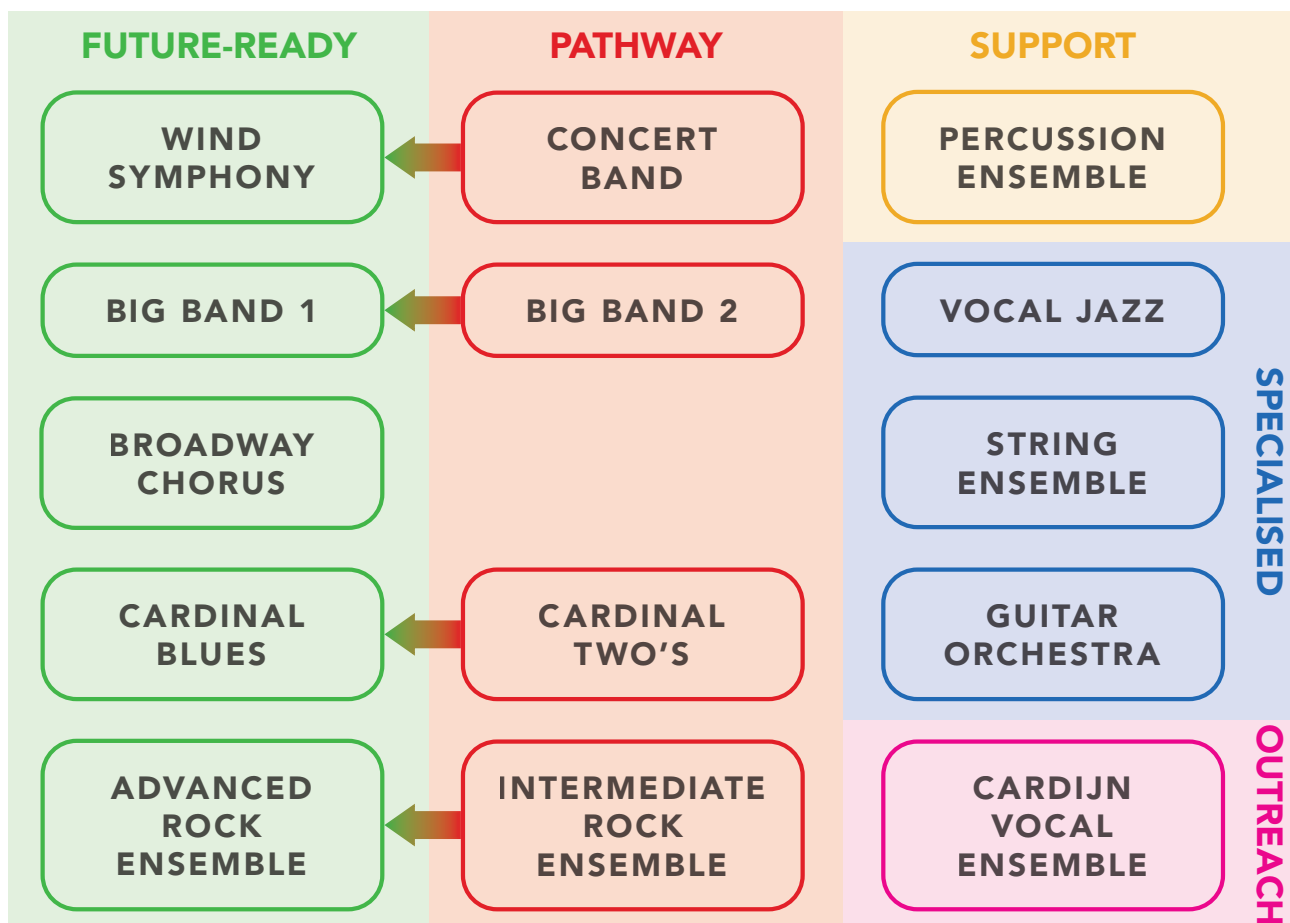 FUTURE-READY
PATHWAY
SUPPORT
WIND
SYMPHONY
CONCERT
BAND
PERCUSSION
ENSEMBLE
BIG BAND 1
BIG BAND 2
VOCAL JAZZ
BROADWAY
CHORUS
STRING
ENSEMBLE
SPECIALISED
CARDINAL
BLUES
CARDINAL
TWO’S
GUITAR
ORCHESTRA
ADVANCED
ROCK
ENSEMBLE
INTERMEDIATE
ROCK
ENSEMBLE
CARDIJN
VOCAL
ENSEMBLE
OUTREACH